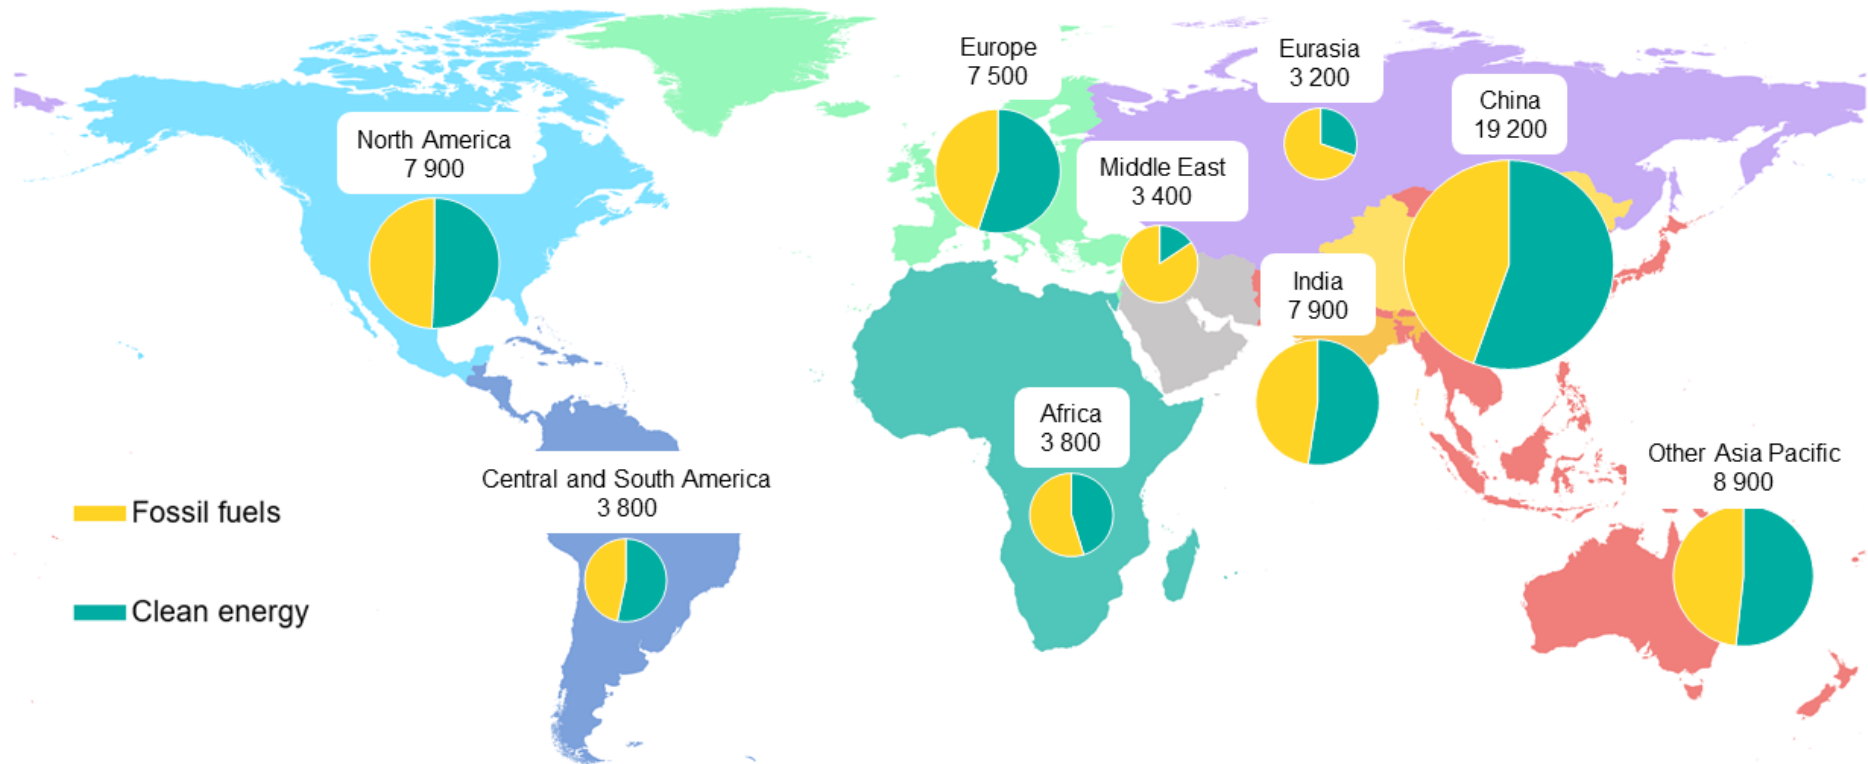 Europe
7 500
Eurasia
3 200
China
19 200
North America
7 900
Middle East
3 400
India
7 900
Africa
3 800
Other Asia Pacific
8 900
Central and South America
3 800
Fossil fuels
Clean energy